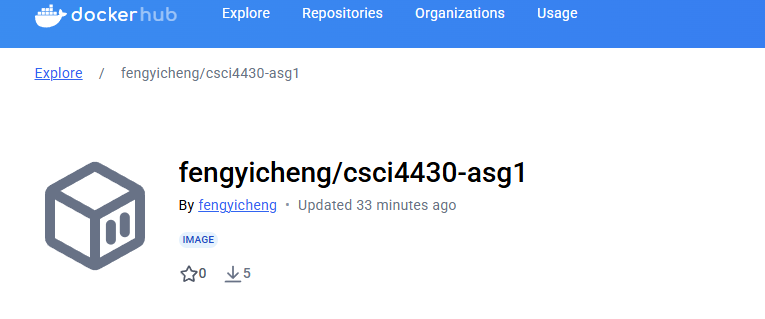 dockerhub Explore Repositories Organizations Usage
Explore / fengyicheng/csci4430-asg1
fengyicheng/csci4430-asg1
By fengyicheng • Updated 33 minutes ago
IMAGE
0 5